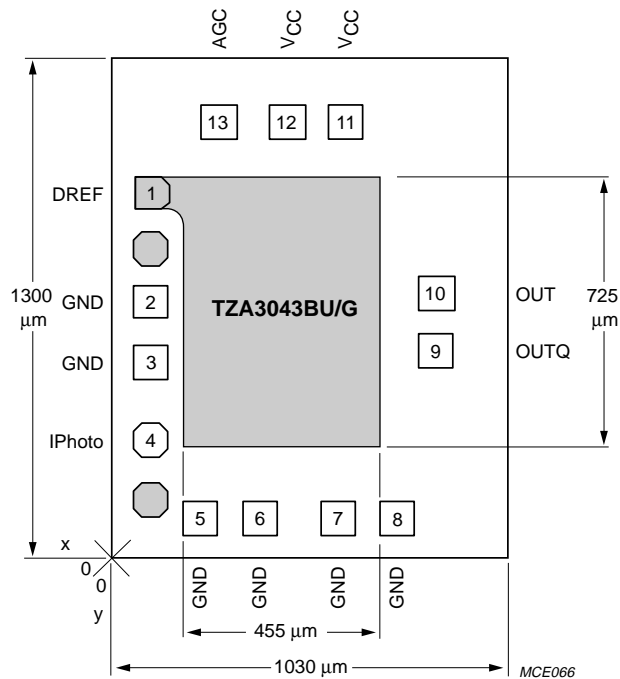 AGC
VCC
VCC
13
12
11
DREF
1
1300
µm
GND
2
TZA3043BU/G
10
OUT
725
µm
GND
3
9
OUTQ
IPhoto
4
5
6
7
8
x
0
0
y
GND
GND
GND
GND
455 µm
1030 µm
MCE066